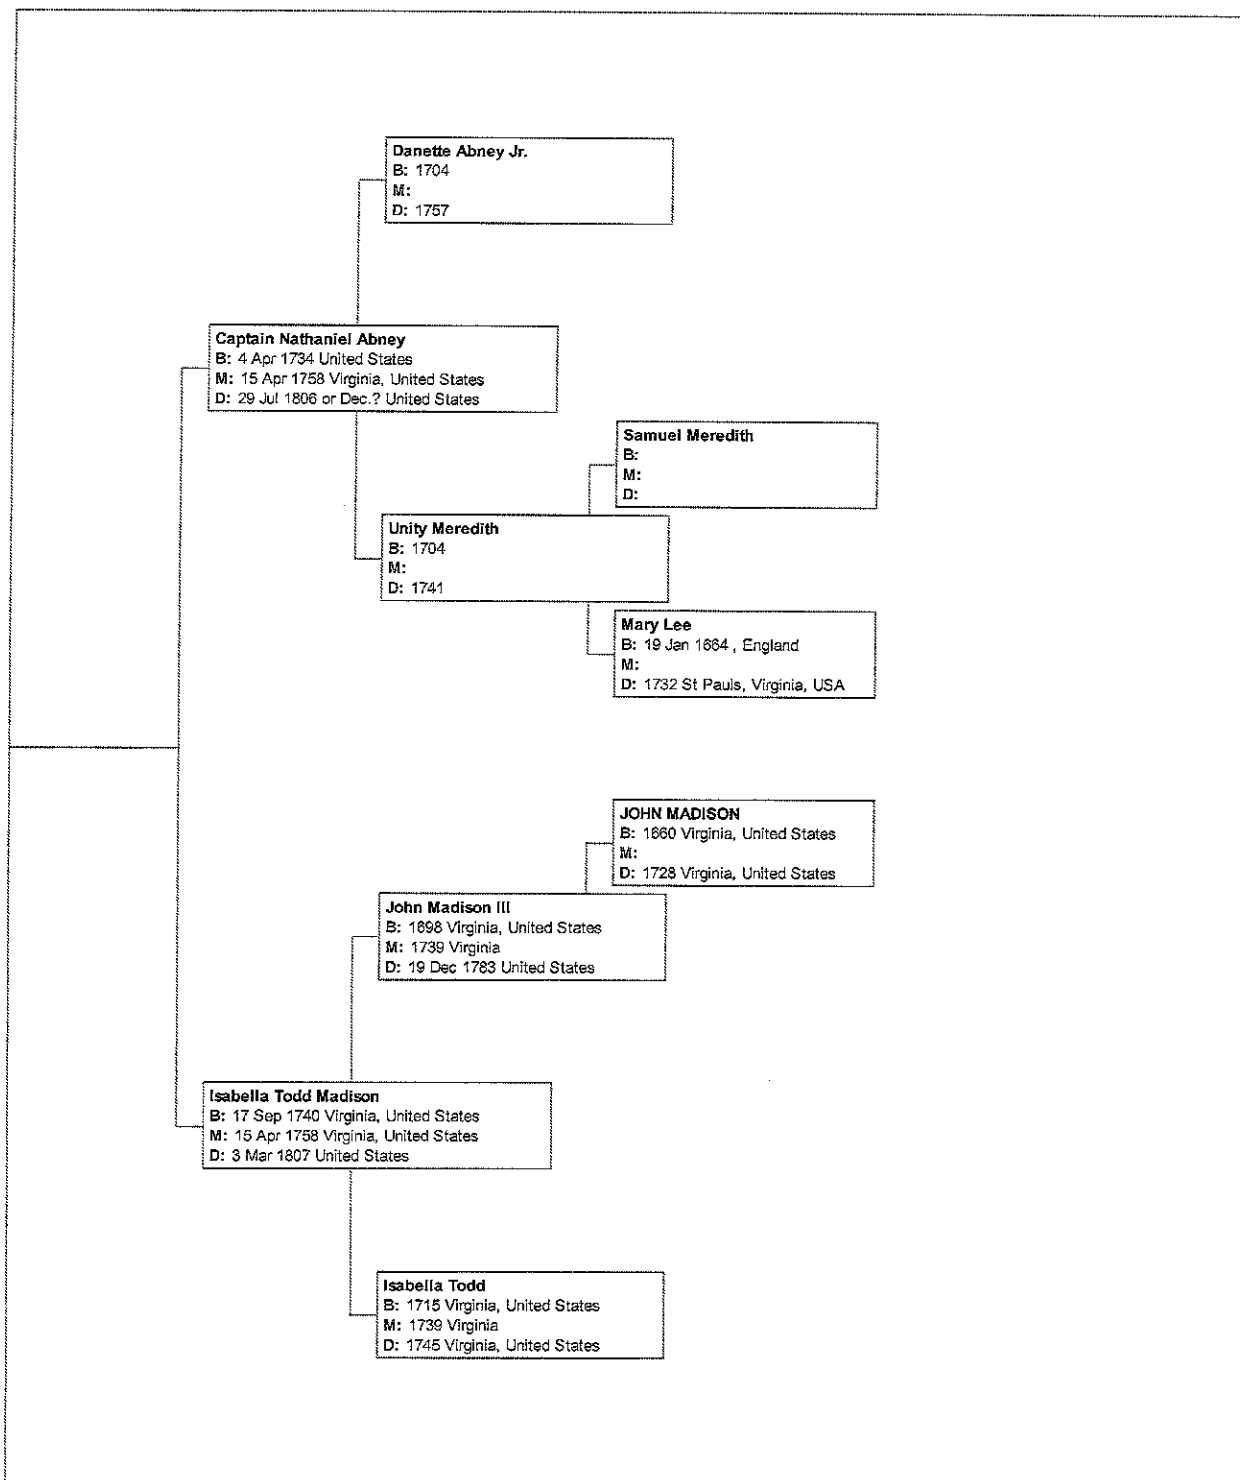 Danette Abney Jr.
B: 1704
M:
D: 1757
Captain Nathaniel Abney
B: 4 Apr 1734 United States
M: 15 Apr 1758 Virginia, United States
D: 29 Jul 1806 or Dec.? United States
Samuel Meredith
B:
M:
D:
Unity Meredith
B: 1704
M:
D: 1741
Mary Lee
B: 19 Jan 1664 , England
M:
D: 1732 St Pauls, Virginia, USA
JOHN MADISON
B: 1660 Virginia, United States
M:
D: 1728 Virginia, United States
John Madison III
B: 1698 Virginia, United States
M: 1739 Virginia
D: 19 Dec 1783 United States
Isabella Todd Madison
B: 17 Sep 1740 Virginia, United States
M: 15 Apr 1758 Virginia, United States
D: 3 Mar 1807 United States
Isabella Todd
B: 1715 Virginia, United States
M: 1739 Virginia
D: 1745 Virginia, United States